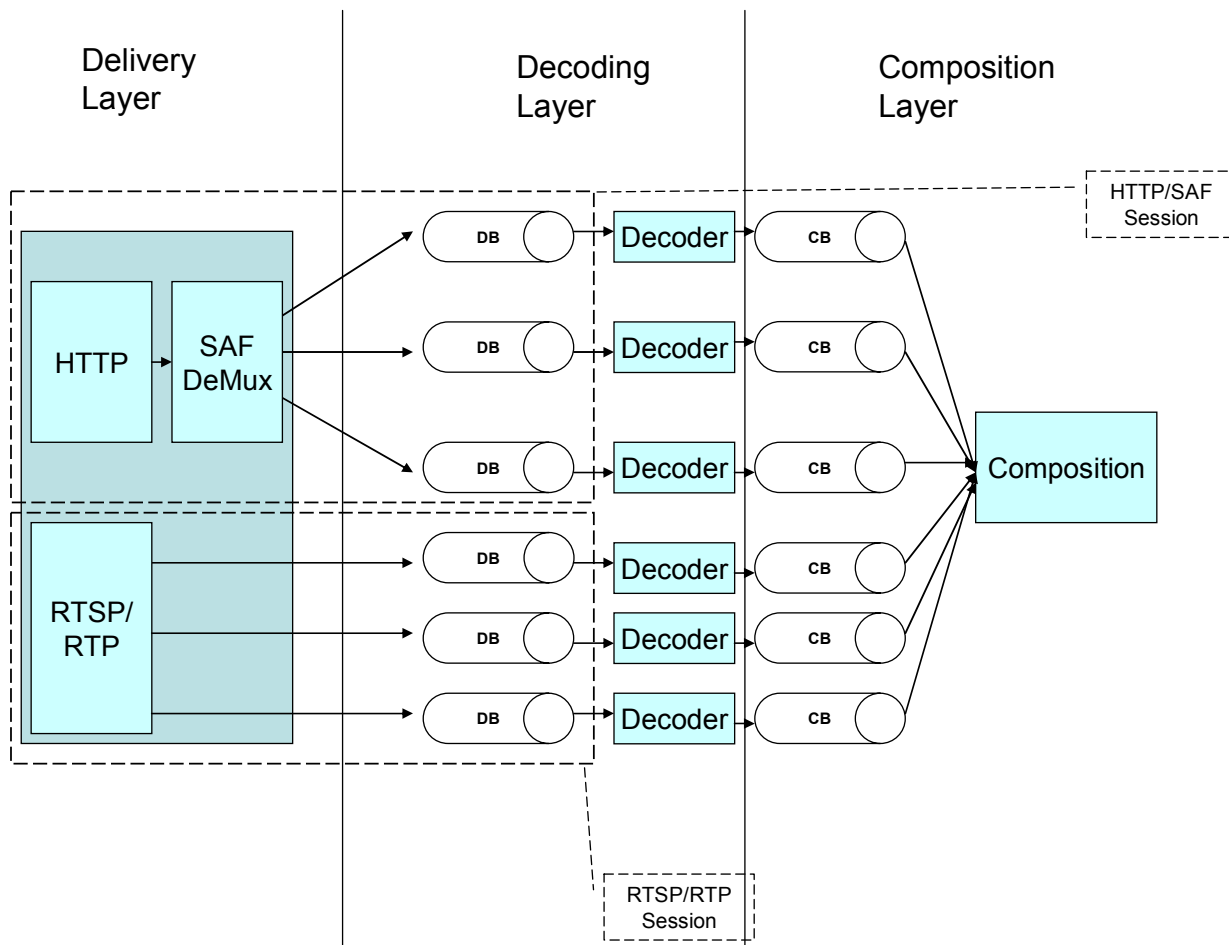 Delivery
Layer
Decoding
Layer
Composition
Layer
HTTP/SAF
Session
DB
Decoder
CB
HTTP
SAF
DeMux
DB
Decoder
CB
DB
Decoder
CB
Composition
RTSP/
RTP
DB
Decoder
CB
DB
Decoder
CB
DB
Decoder
CB
RTSP/RTP
Session